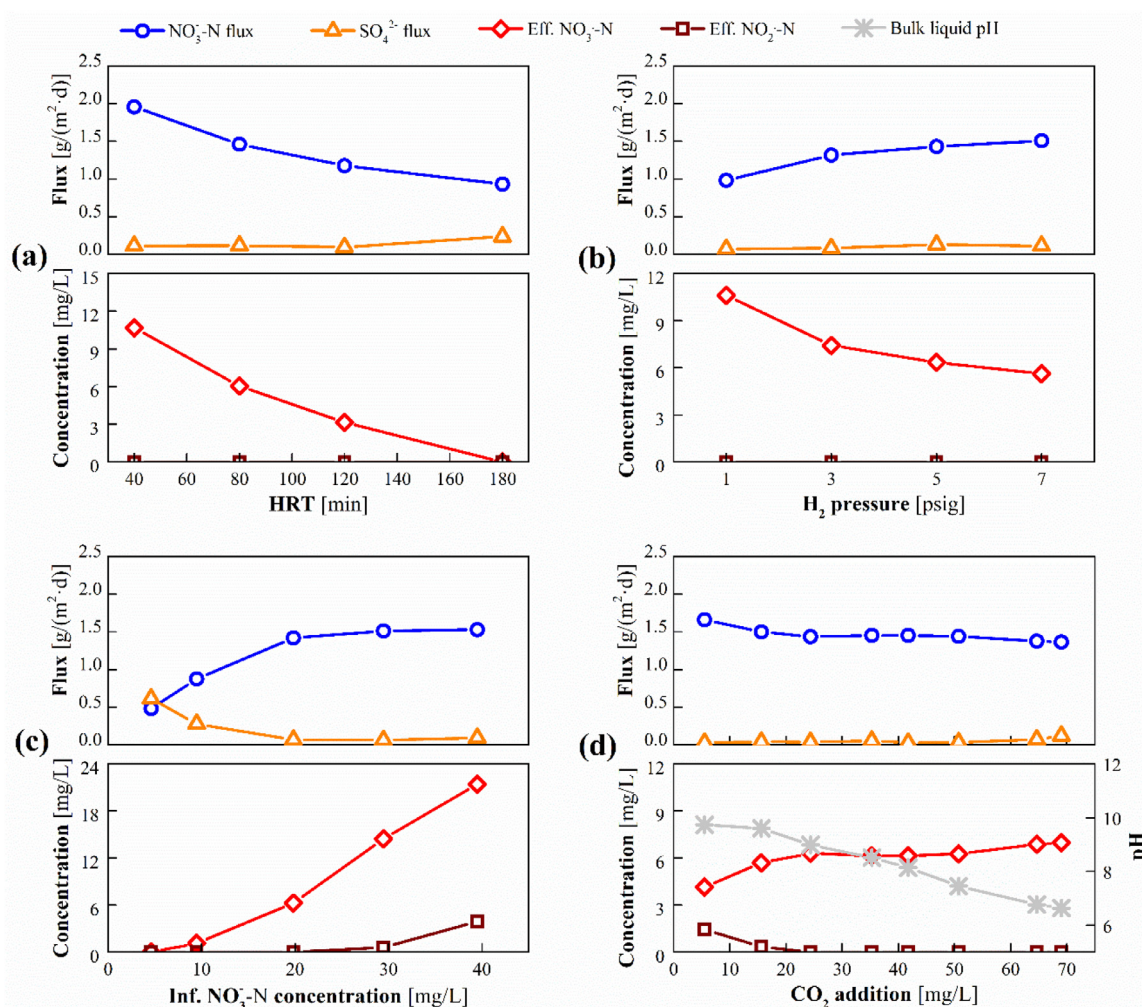 NO₃⁻-N flux SO₄²⁻ flux Eff. NO₃⁻-N Eff. NO₂⁻-N Bulk liquid pH
(a)
Flux [g/(m²·d)]
2.5
2.0
1.5
1.0
0.5
0.0
Concentration [mg/L]
15
12
9
6
3
0
40 60 80 100 120 140 160 180
HRT [min]
(b)
Flux [g/(m²·d)]
2.5
2.0
1.5
1.0
0.5
0.0
Concentration [mg/L]
12
9
6
3
0
1 3 5 7
H₂ pressure [psig]
(c)
Flux [g/(m²·d)]
2.5
2.0
1.5
1.0
0.5
0.0
Concentration [mg/L]
24
18
12
6
0
0 10 20 30 40
Inf. NO₃⁻-N concentration [mg/L]
(d)
Flux [g/(m²·d)]
2.5
2.0
1.5
1.0
0.5
0.0
Concentration [mg/L]
12
9
6
3
0
12
10
8
6
pH
0 10 20 30 40 50 60 70 80
CO₂ addition [mg/L]